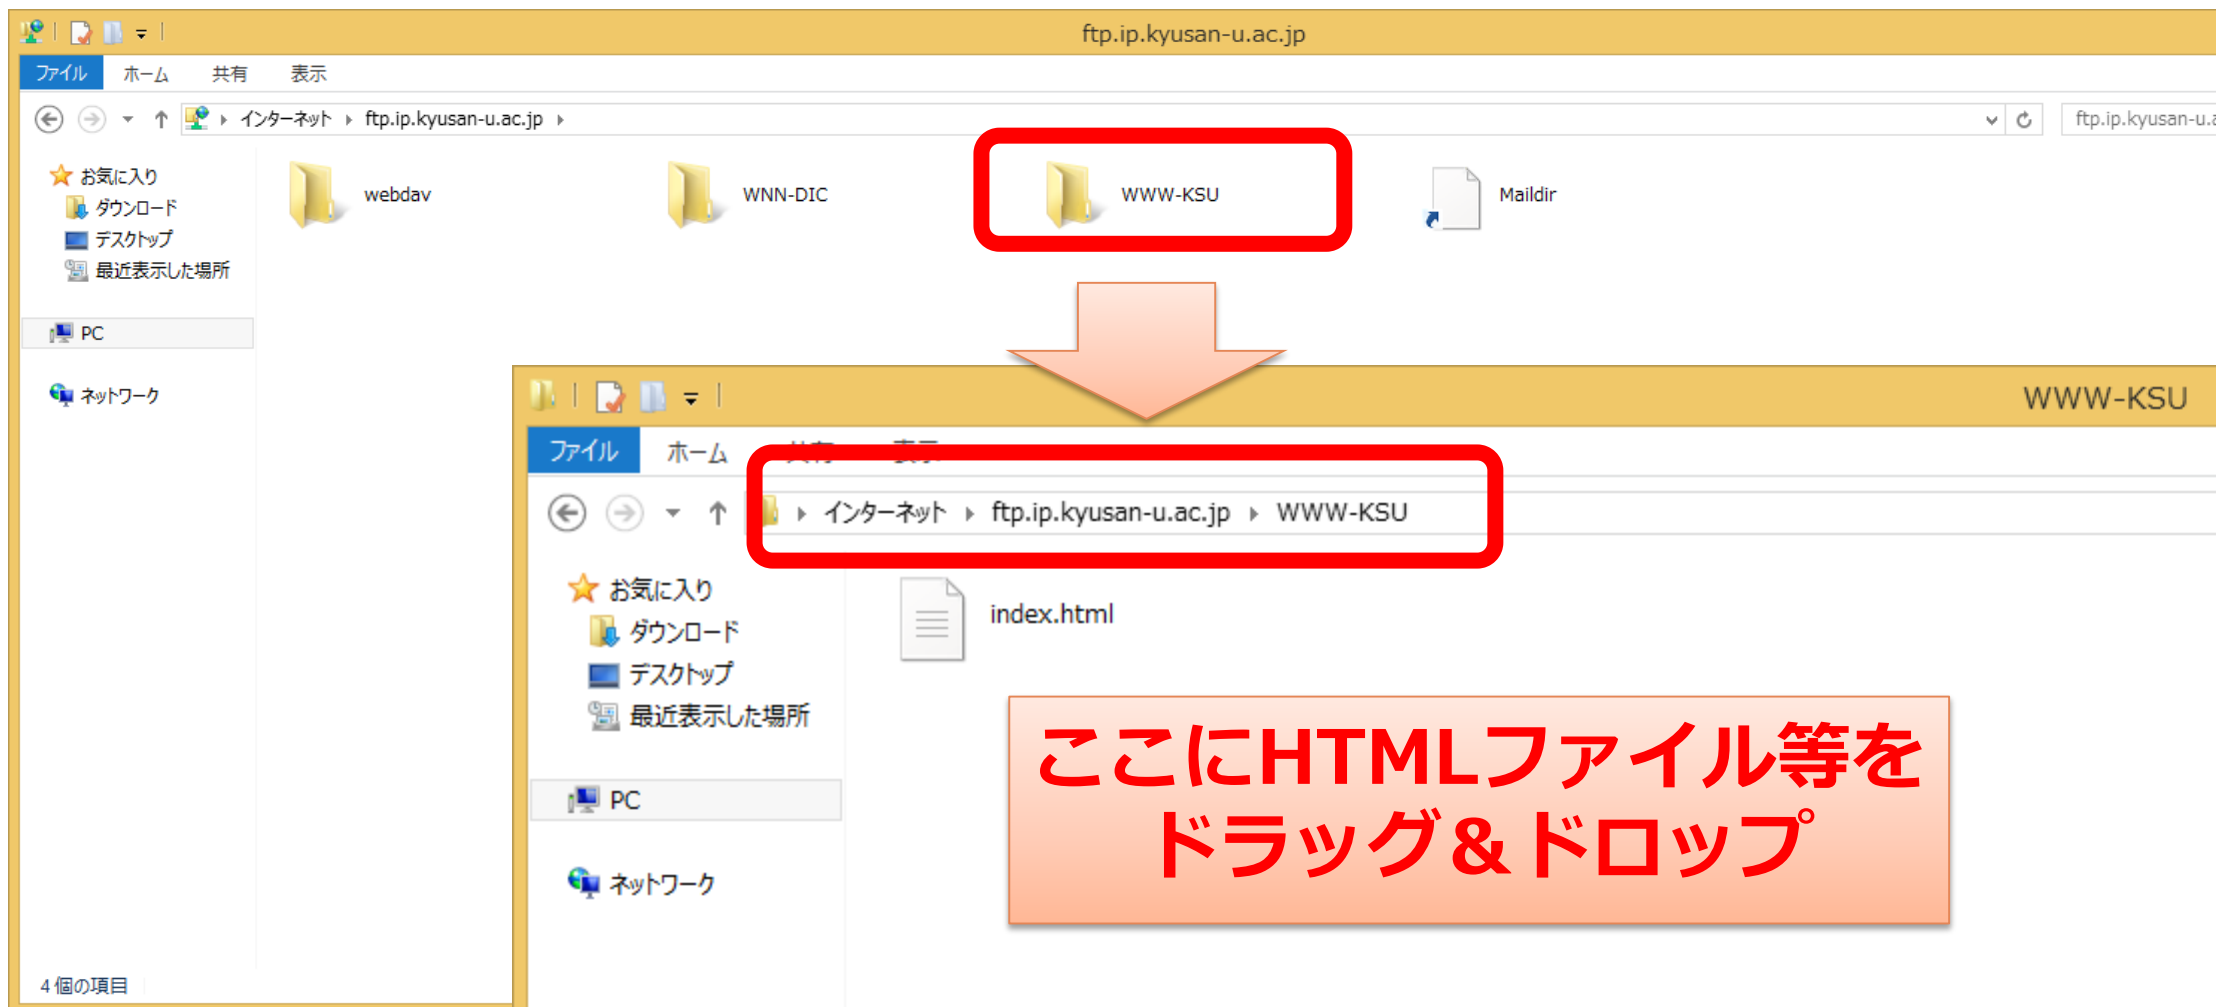 ftp.ip.kyusan-u.ac.jp
ファイル ホーム 共有 表示
インターネット ftp.ip.kyusan-u.ac.jp
ftp.ip.kyusan-u.a
お気に入り
ダウンロード
デスクトップ
最近表示した場所
PC
ネットワーク
webdav
WNN-DIC
WWW-KSU
Maildir
4 個の項目
WWW-KSU
ファイル ホーム 共有 表示
インターネット ftp.ip.kyusan-u.ac.jp WWW-KSU
お気に入り
ダウンロード
デスクトップ
最近表示した場所
PC
ネットワーク
index.html
ここにHTMLファイル等を
ドラッグ＆ドロップ